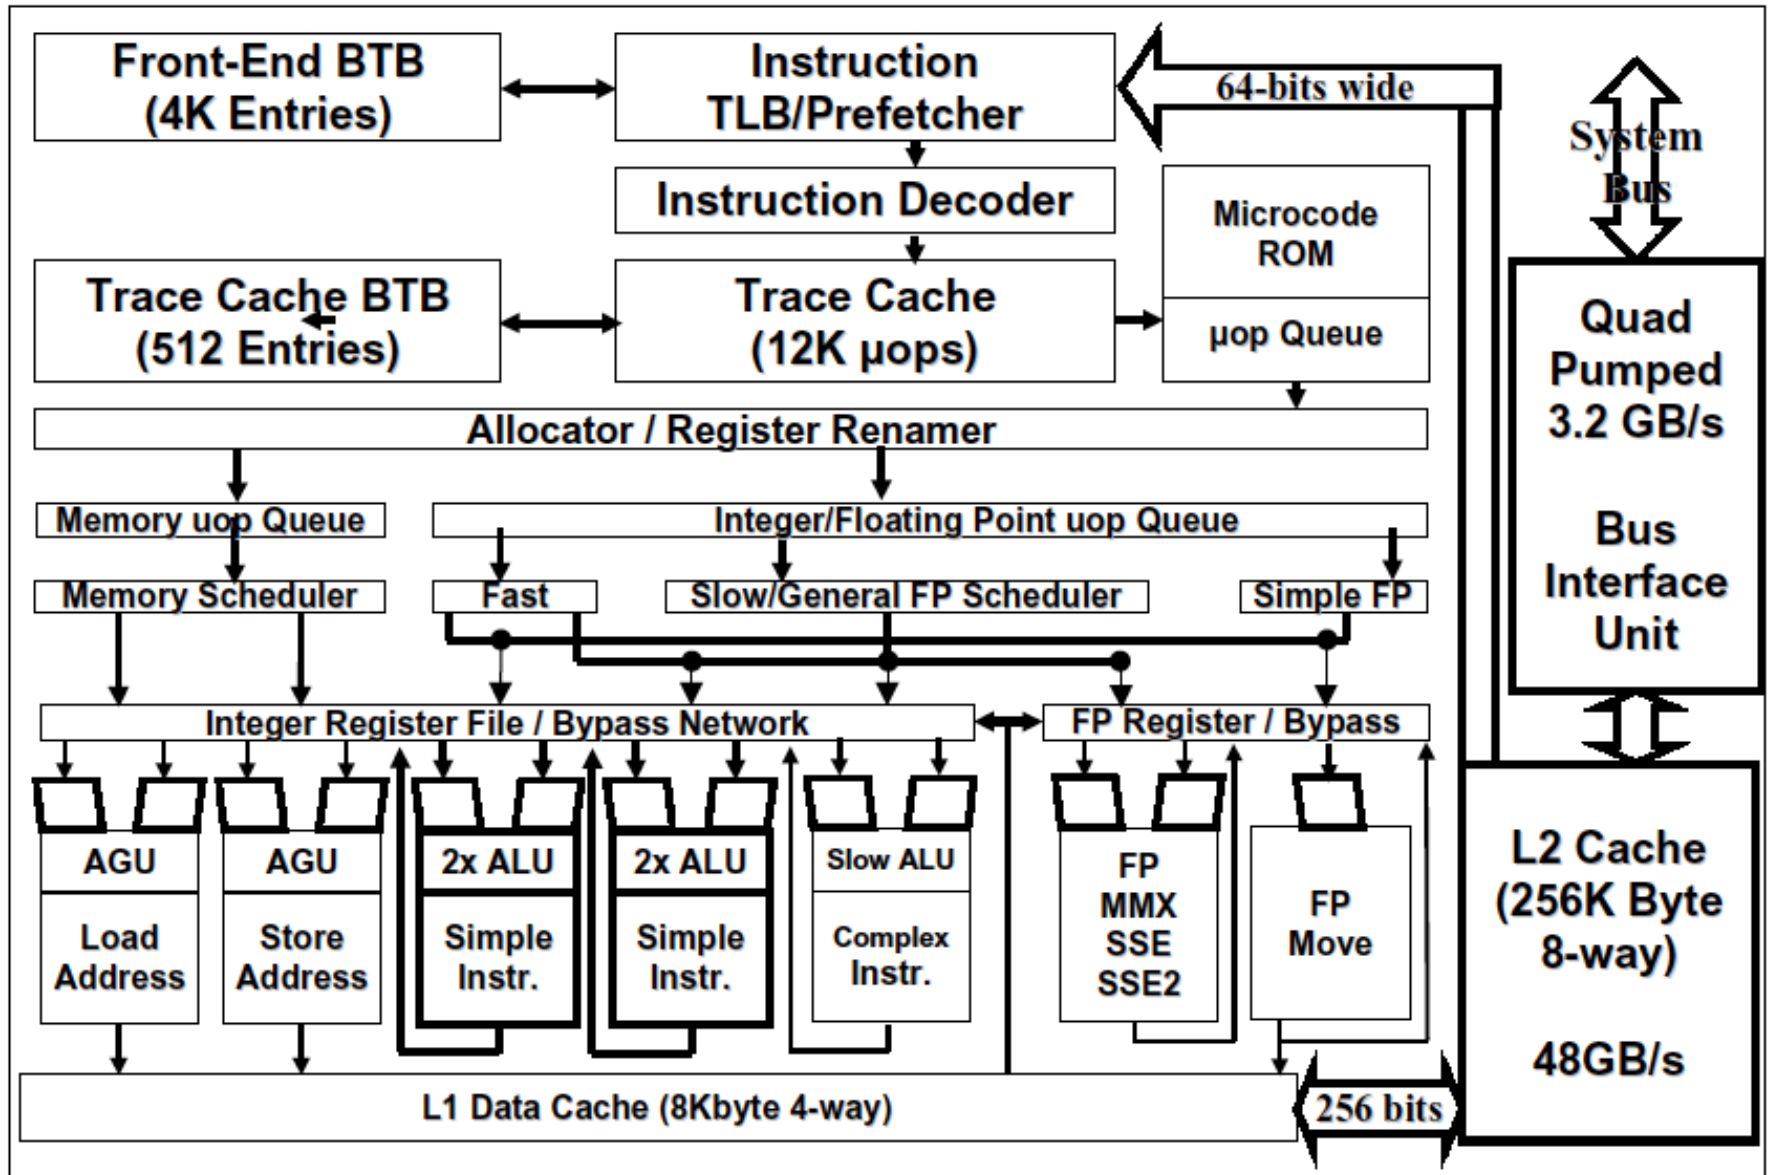 Front-End BTB
(4K Entries)
Instruction
TLB/Prefetcher
64-bits wide
System
Bus
Instruction Decoder
Microcode
ROM
Trace Cache BTB
(512 Entries)
Trace Cache
(12K µops)
µop Queue
Quad
Pumped
3.2 GB/s
Bus
Interface
Unit
Allocator / Register Renamer
Memory uop Queue
Integer/Floating Point uop Queue
Memory Scheduler
Fast
Slow/General FP Scheduler
Simple FP
Integer Register File / Bypass Network
FP Register / Bypass
AGU
Load
Address
AGU
Store
Address
2x ALU
Simple
Instr.
2x ALU
Simple
Instr.
Slow ALU
Complex
Instr.
FP
MMX
SSE
SSE2
FP
Move
L2 Cache
(256K Byte
8-way)
48GB/s
L1 Data Cache (8Kbyte 4-way)
256 bits